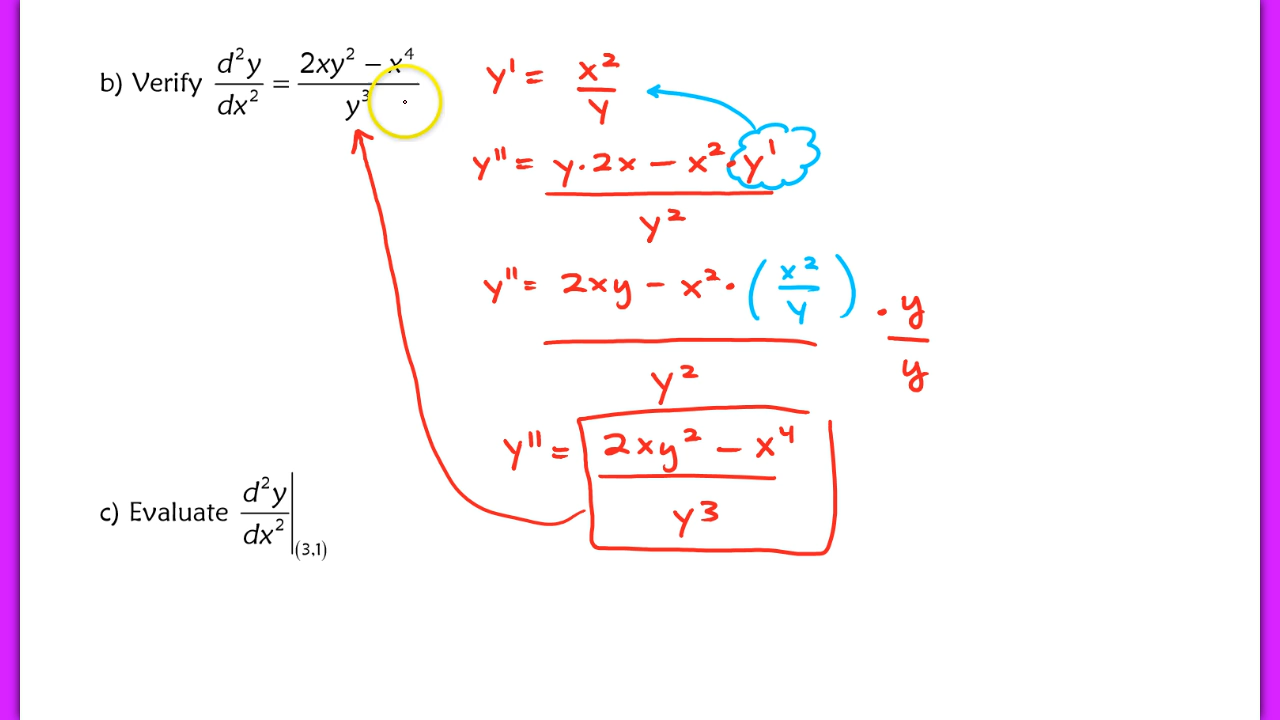 b) Verify d²y/dx² = (2xy² − x⁴)/y³
y' = x²/y
y'' = (y·2x − x²·y')/y²
y'' = (2xy − x²·(x²/y))/y² · y/y
y'' = (2xy² − x⁴)/y³
c) Evaluate d²y/dx² |(3,1)